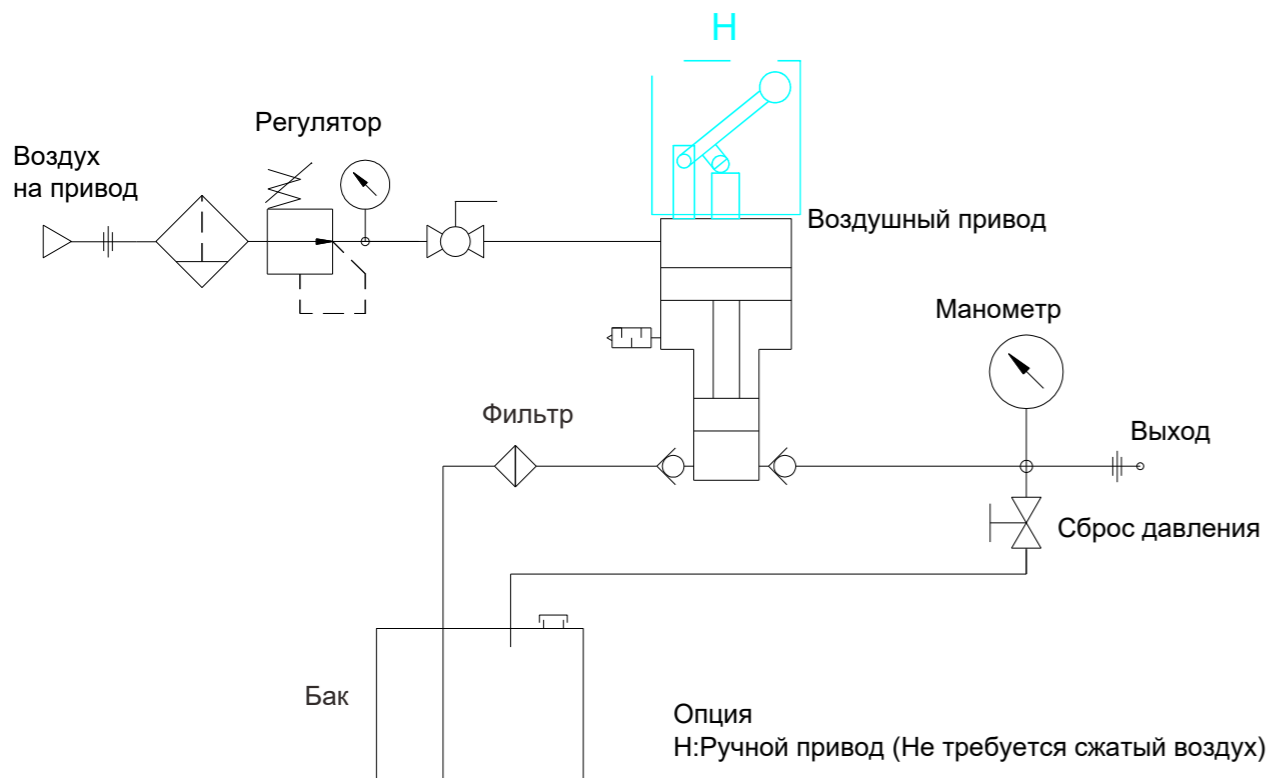 H
Регулятор
Воздух
на привод
Воздушный привод
Манометр
Фильтр
Выход
Сброс давления
Бак
Опция
H:Ручной привод (Не требуется сжатый воздух)